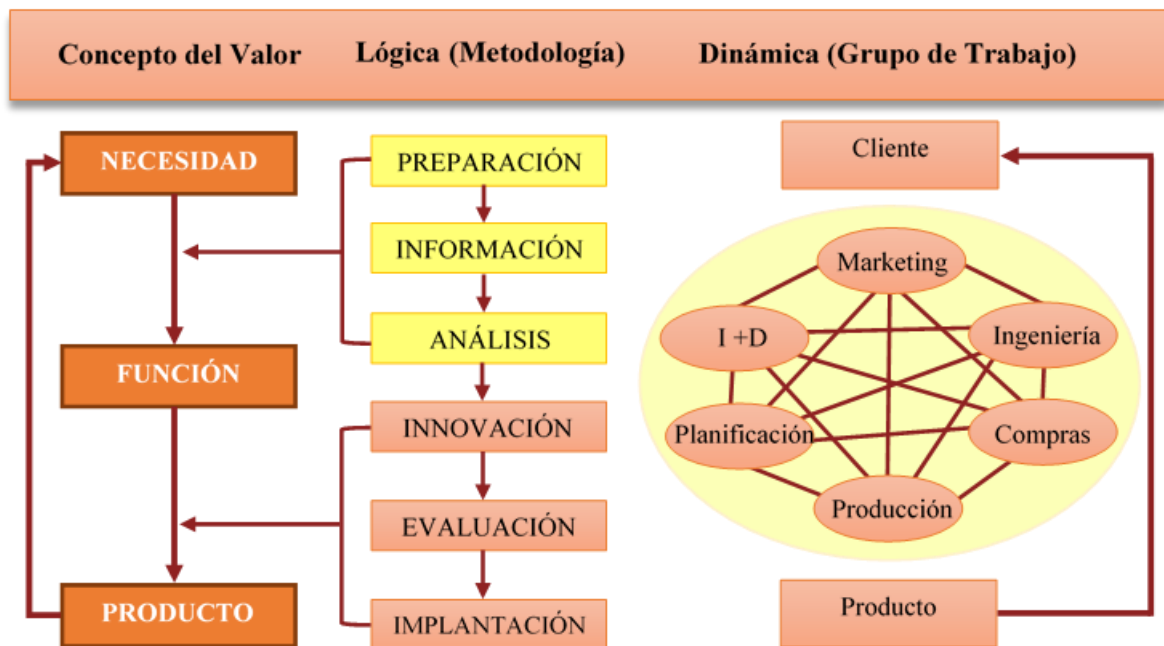 Concepto del Valor
Lógica (Metodología)
Dinámica (Grupo de Trabajo)
NECESIDAD
FUNCIÓN
PRODUCTO
PREPARACIÓN
INFORMACIÓN
ANÁLISIS
INNOVACIÓN
EVALUACIÓN
IMPLANTACIÓN
Cliente
Marketing
I +D
Ingeniería
Planificación
Compras
Producción
Producto